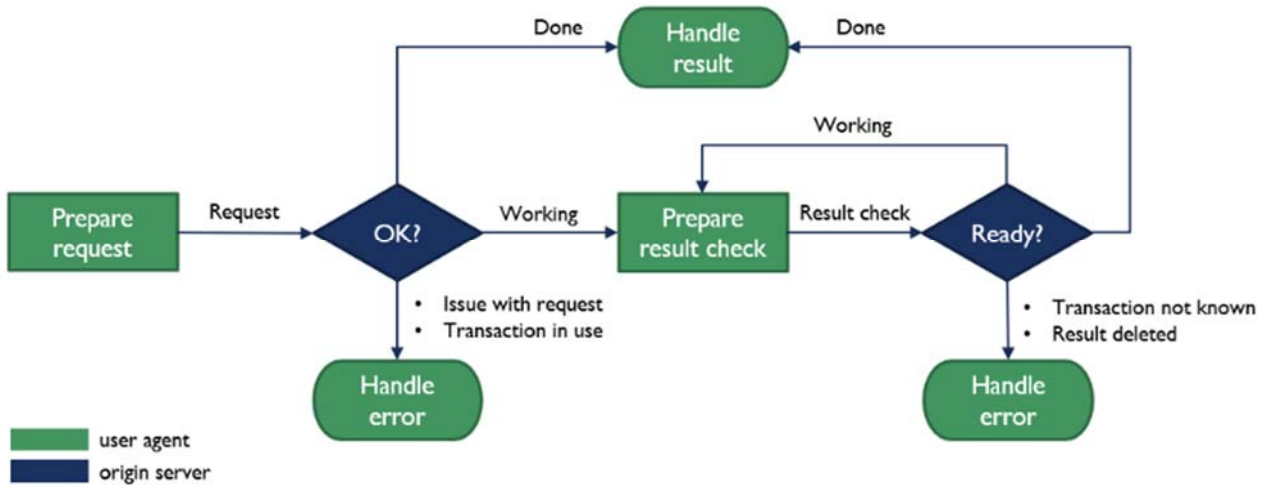 Done
Handle
result
Done
Working
Prepare
request
Request
OK?
Working
Prepare
result check
Result check
Ready?
• Issue with request
• Transaction in use
• Transaction not known
• Result deleted
Handle
error
Handle
error
user agent
origin server